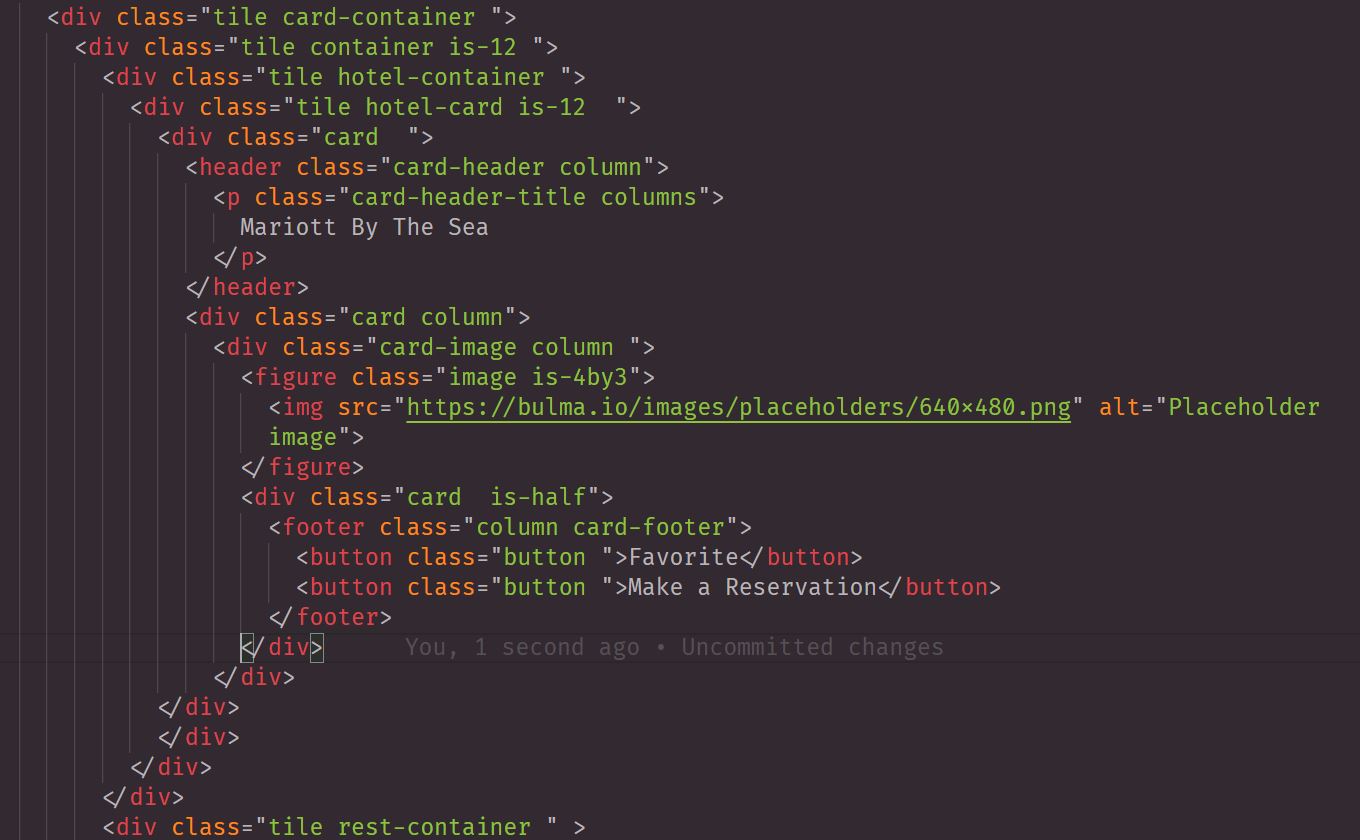 <div class="tile card-container ">
<div class="tile container is-12 ">
<div class="tile hotel-container ">
<div class="tile hotel-card is-12  ">
<div class="card  ">
<header class="card-header column">
<p class="card-header-title columns">
Mariott By The Sea
</p>
</header>
<div class="card column">
<div class="card-image column ">
<figure class="image is-4by3">
<img src="https://bulma.io/images/placeholders/640×480.png" alt="Placeholder
image">
</figure>
<div class="card  is-half">
<footer class="column card-footer">
<button class="button ">Favorite</button>
<button class="button ">Make a Reservation</button>
</footer>
</div> You, 1 second ago • Uncommitted changes
</div>
</div>
</div>
</div>
</div>
<div class="tile rest-container " >